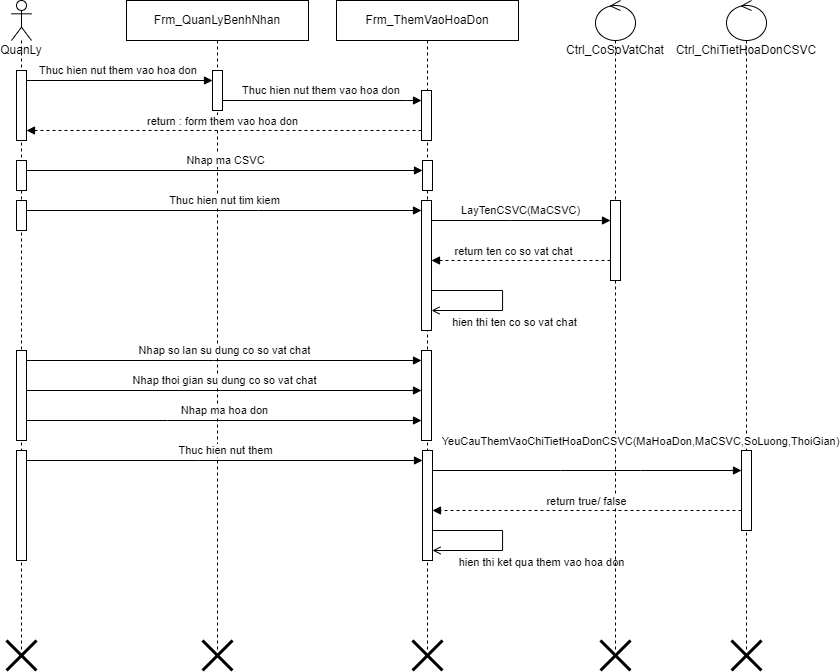 Frm_QuanLyBenhNhan
Frm_ThemVaoHoaDon
QuanLy
Ctrl_CoSoVatChat
Ctrl_ChiTietHoaDonCSVC
Thuc hien nut them vao hoa don
Thuc hien nut them vao hoa don
return : form them vao hoa don
Nhap ma CSVC
Thuc hien nut tim kiem
LayTenCSVC(MaCSVC)
return ten co so vat chat
hien thi ten co so vat chat
Nhap so lan su dung co so vat chat
Nhap thoi gian su dung co so vat chat
Nhap ma hoa don
YeuCauThemVaoChiTietHoaDonCSVC(MaHoaDon,MaCSVC,SoLuong,ThoiGian)
Thuc hien nut them
return true/ false
hien thi ket qua them vao hoa don